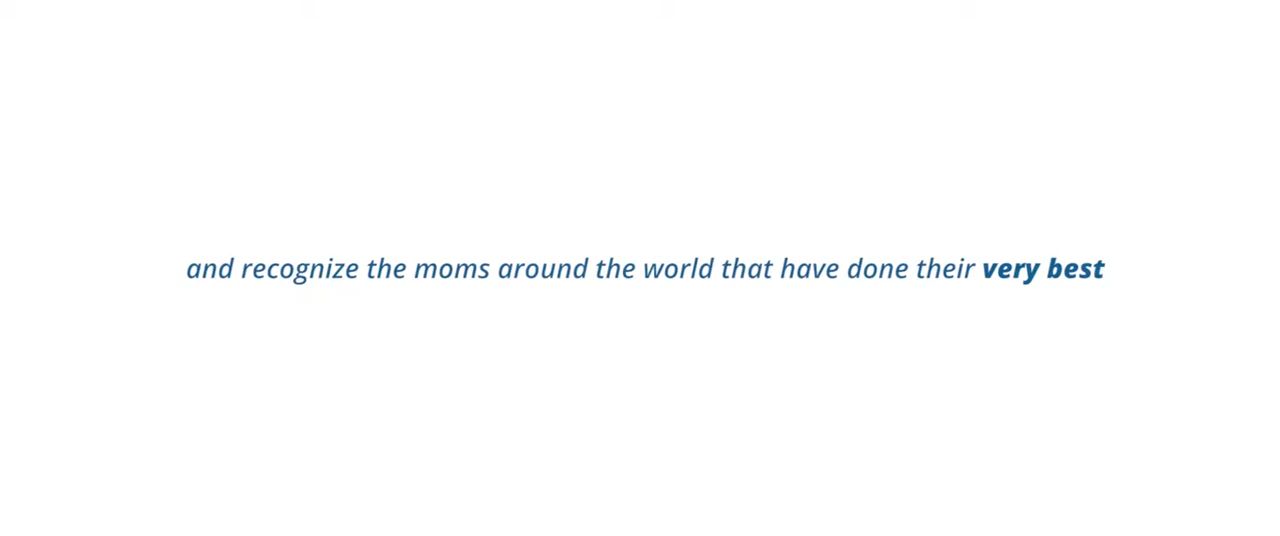 and recognize the moms around the world that have done their very best